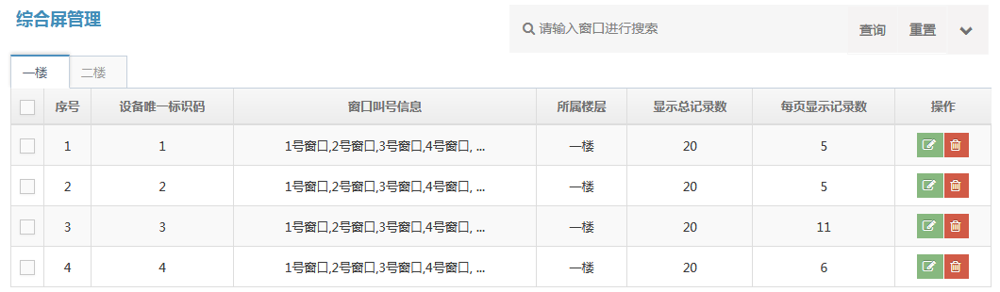 综合屏管理
请输入窗口进行搜索 查询 重置
一楼 二楼
序号 设备唯一标识码 窗口叫号信息 所属楼层 显示总记录数 每页显示记录数 操作
1 1 1号窗口,2号窗口,3号窗口,4号窗口, ... 一楼 20 5
2 2 1号窗口,2号窗口,3号窗口,4号窗口, ... 一楼 20 5
3 3 1号窗口,2号窗口,3号窗口,4号窗口, ... 一楼 20 11
4 4 1号窗口,2号窗口,3号窗口,4号窗口, ... 一楼 20 6